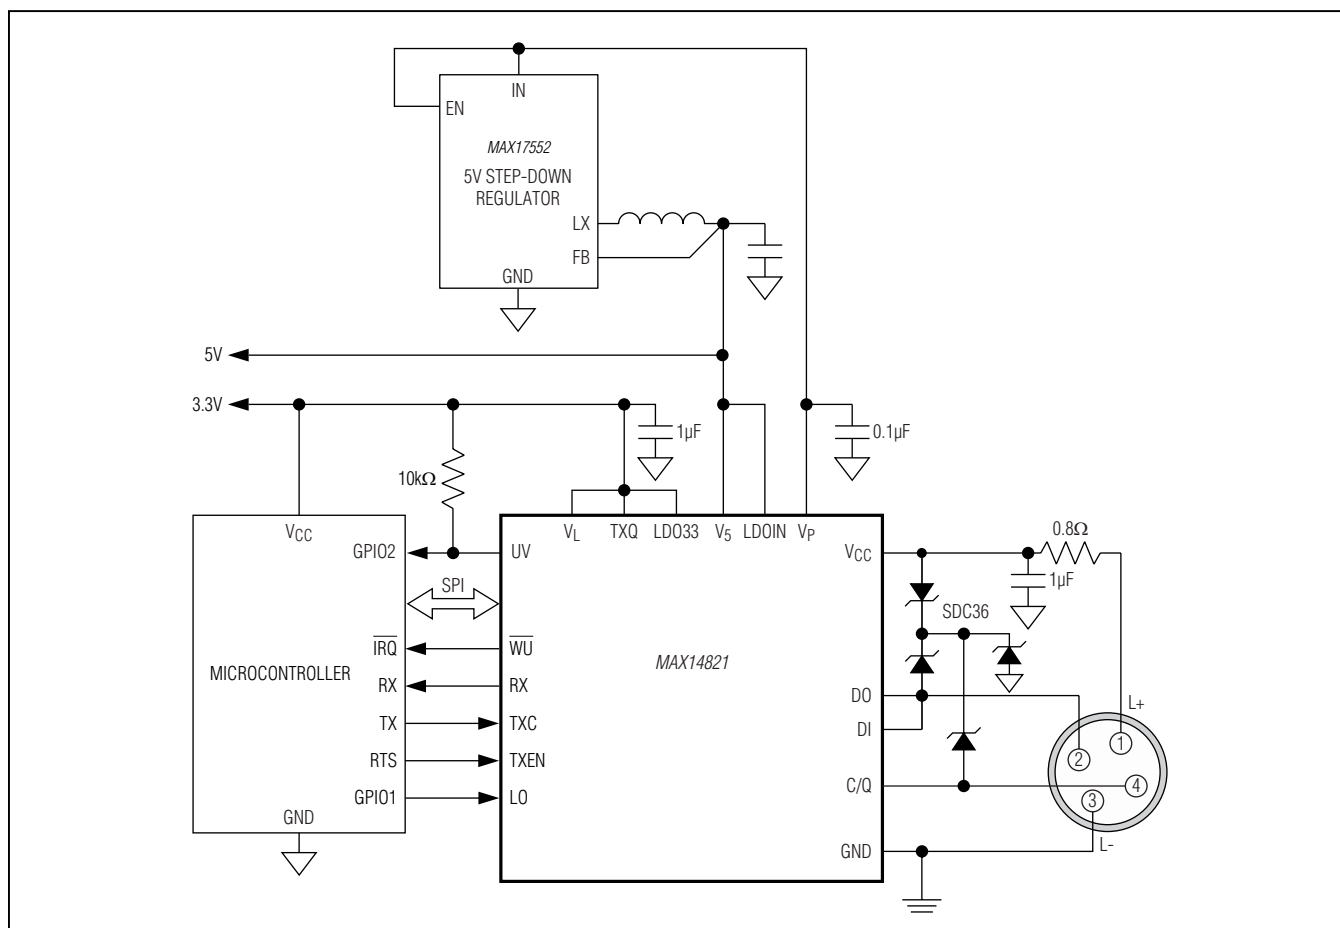 IN
EN
MAX17552
5V STEP-DOWN
REGULATOR
LX
FB
GND
5V
3.3V
1µF
0.1µF
10kΩ
VCC
GPIO2
SPI
IRQ
MICROCONTROLLER
RX
TX
RTS
GPIO1
GND
VL
TXQ
LDO33
V5
LDOIN
VP
UV
WU
RX
TXC
TXEN
LO
MAX14821
VCC
DO
DI
C/Q
GND
0.8Ω
1µF
SDC36
L+
1
2
4
3
L-